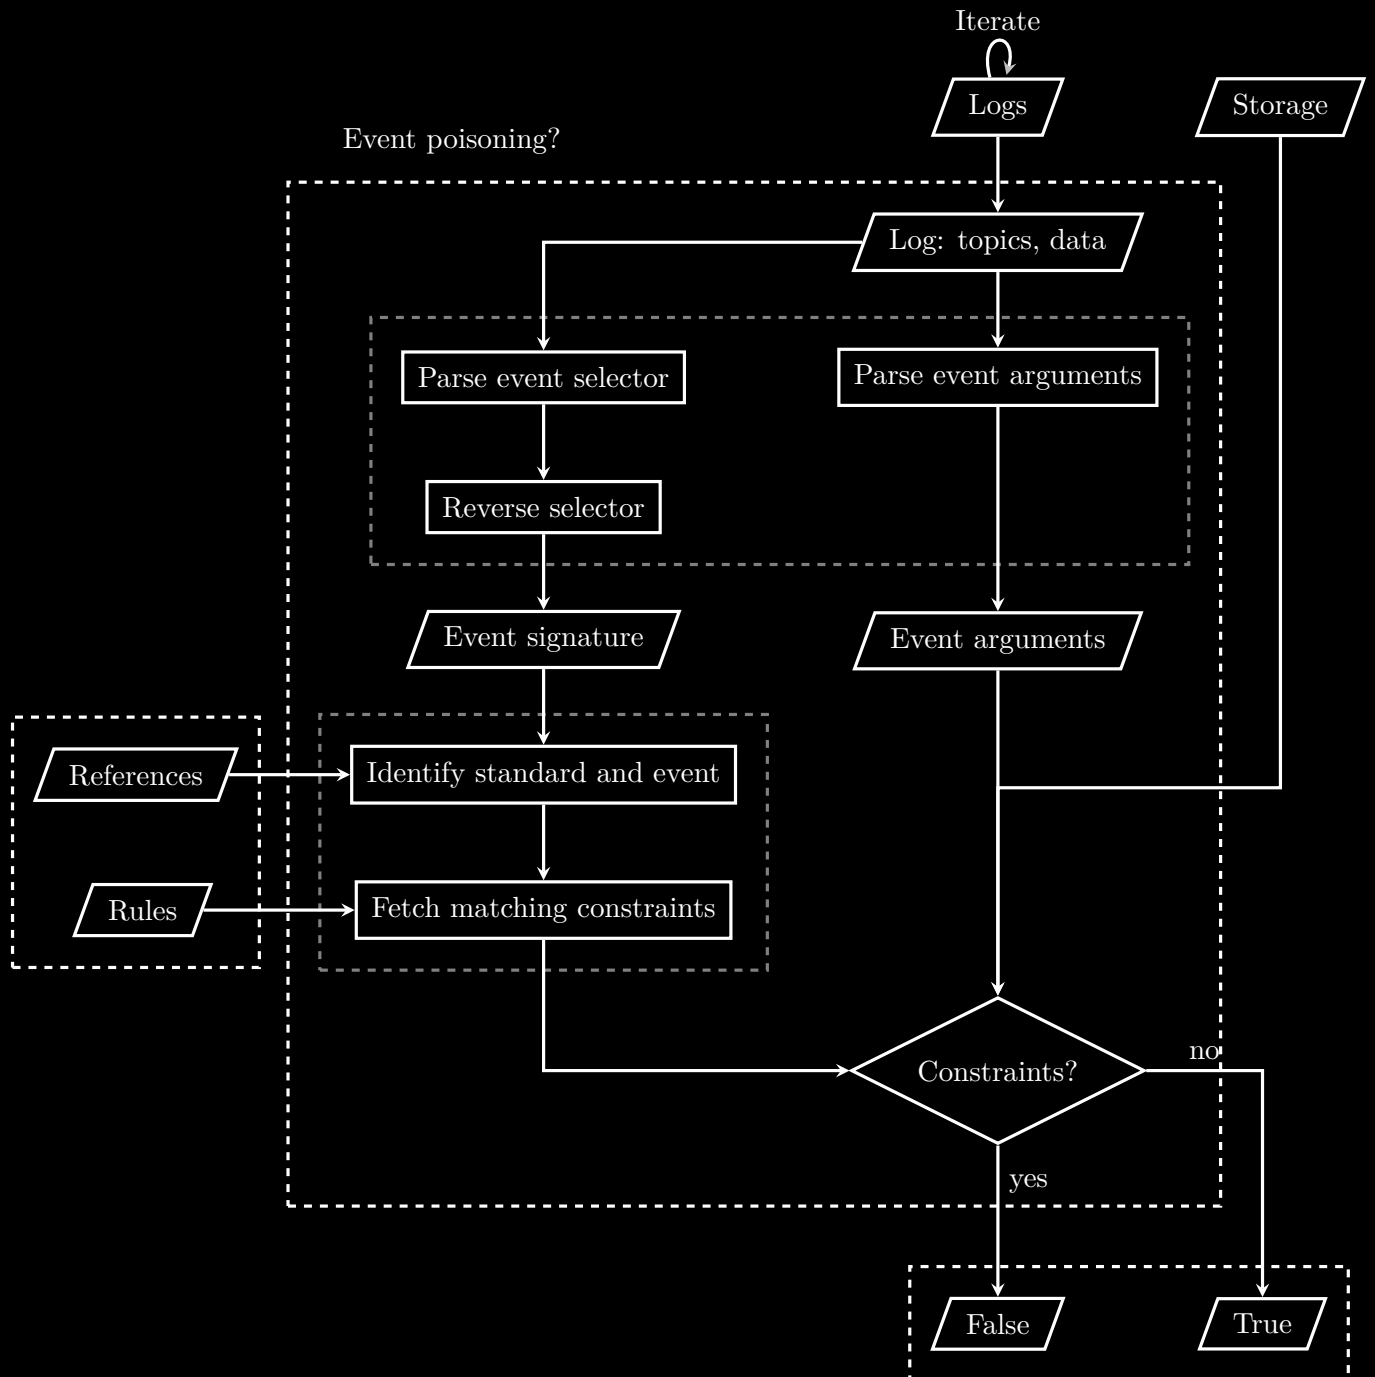 Iterate
Logs
Storage
Event poisoning?
Log: topics, data
Parse event selector
Parse event arguments
Reverse selector
Event signature
Event arguments
References
Identify standard and event
Rules
Fetch matching constraints
no
Constraints?
yes
False
True